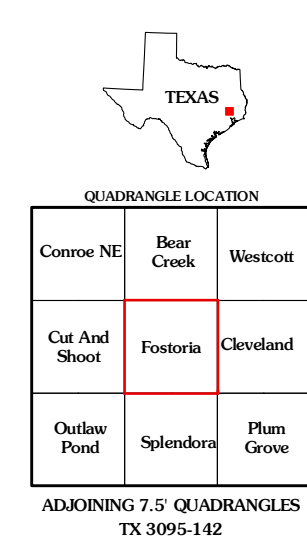 TEXAS
QUADRANGLE LOCATION
Conroe NE
Bear
Creek
Westcott
Cut And
Shoot
Fostoria
Cleveland
Outlaw
Pond
Splendora
Plum
Grove
ADJOINING 7.5' QUADRANGLES
TX 3095-142